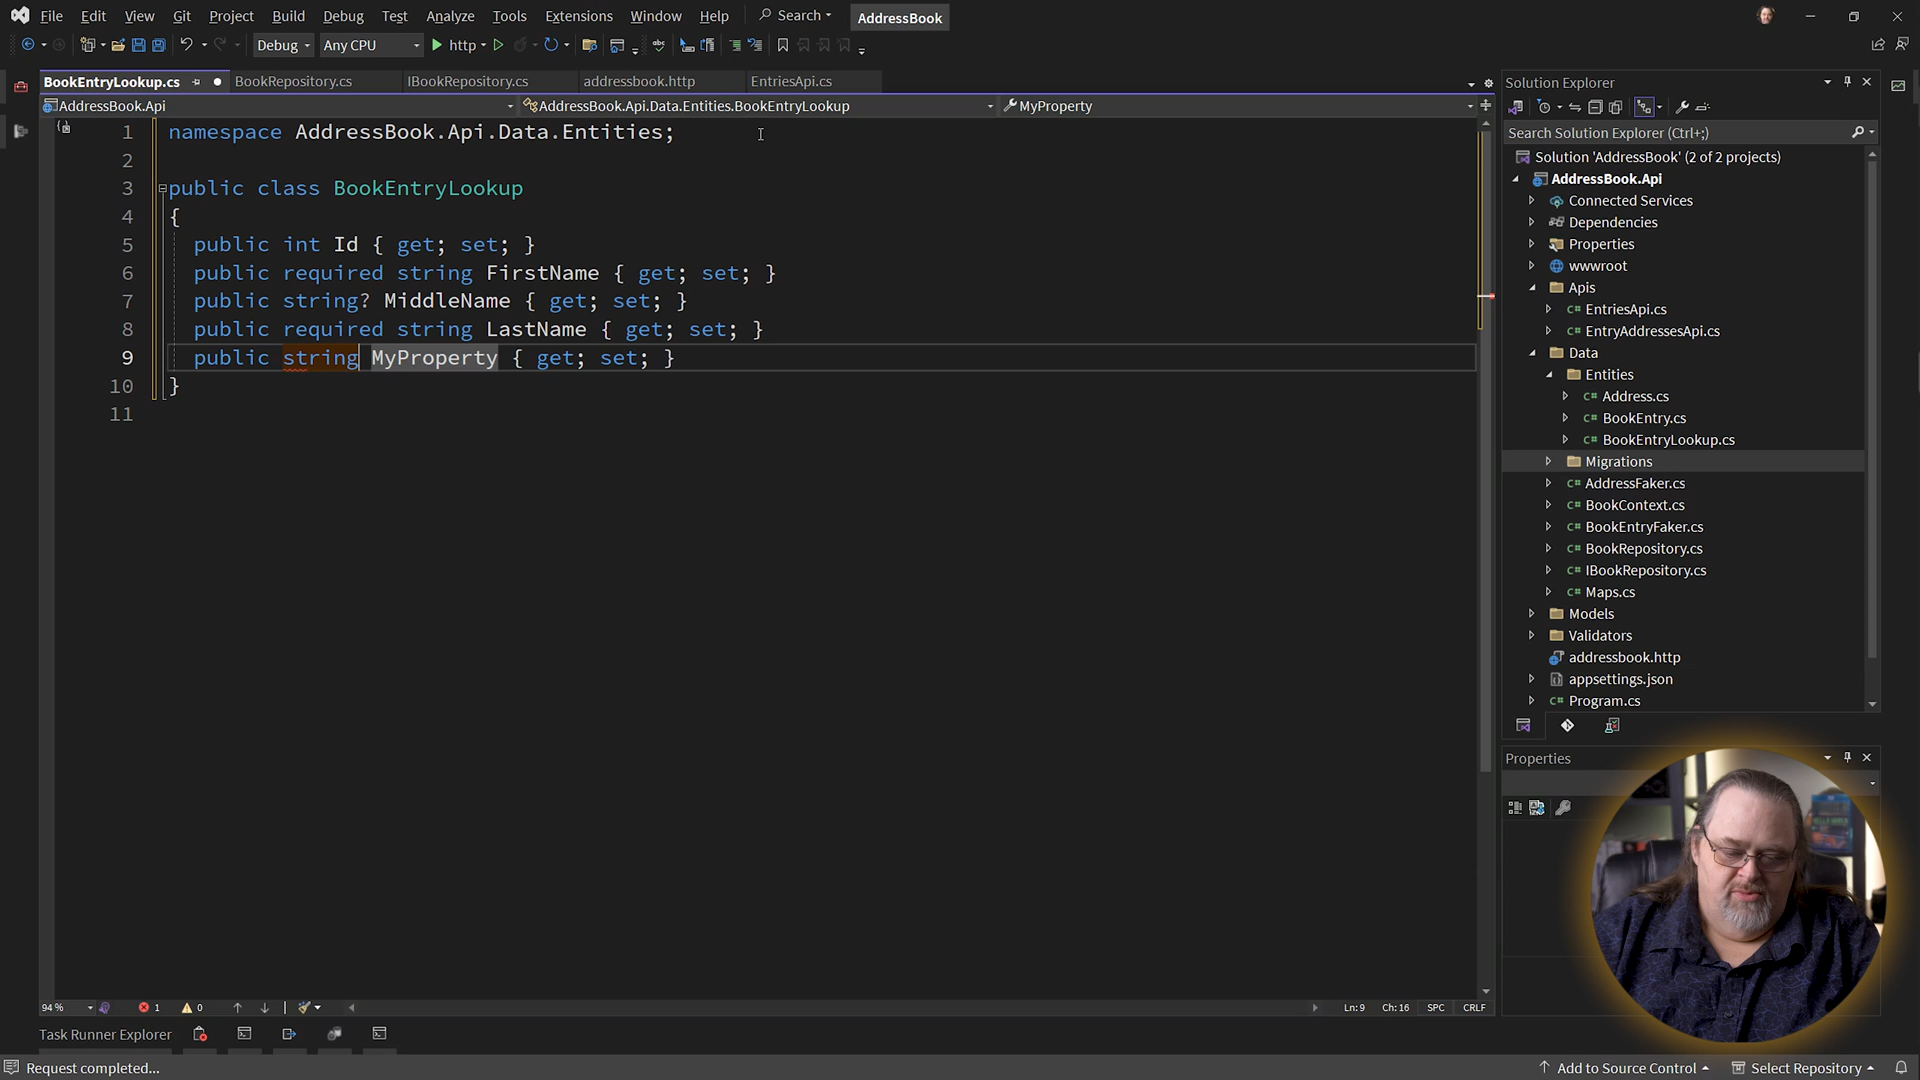 File Edit View Git Project Build Debug Test Analyze Tools Extensions Window Help Search AddressBook
Debug Any CPU http
BookEntryLookup.cs BookRepository.cs IBookRepository.cs addressbook.http EntriesApi.cs
AddressBook.Api AddressBook.Api.Data.Entities.BookEntryLookup MyProperty
1 namespace AddressBook.Api.Data.Entities;
2
3 public class BookEntryLookup
4 {
5 public int Id { get; set; }
6 public required string FirstName { get; set; }
7 public string? MiddleName { get; set; }
8 public required string LastName { get; set; }
9 public string MyProperty { get; set; }
10 }
11
94 % 1 0 Ln: 9 Ch: 16 SPC CRLF
Task Runner Explorer
Request completed... Add to Source Control Select Repository
Solution Explorer
Search Solution Explorer (Ctrl+;)
Solution 'AddressBook' (2 of 2 projects)
AddressBook.Api
Connected Services
Dependencies
Properties
wwwroot
Apis
C# EntriesApi.cs
C# EntryAddressesApi.cs
Data
Entities
C# Address.cs
C# BookEntry.cs
C# BookEntryLookup.cs
Migrations
C# AddressFaker.cs
C# BookContext.cs
C# BookEntryFaker.cs
C# BookRepository.cs
C# IBookRepository.cs
C# Maps.cs
Models
Validators
addressbook.http
appsettings.json
C# Program.cs
Properties